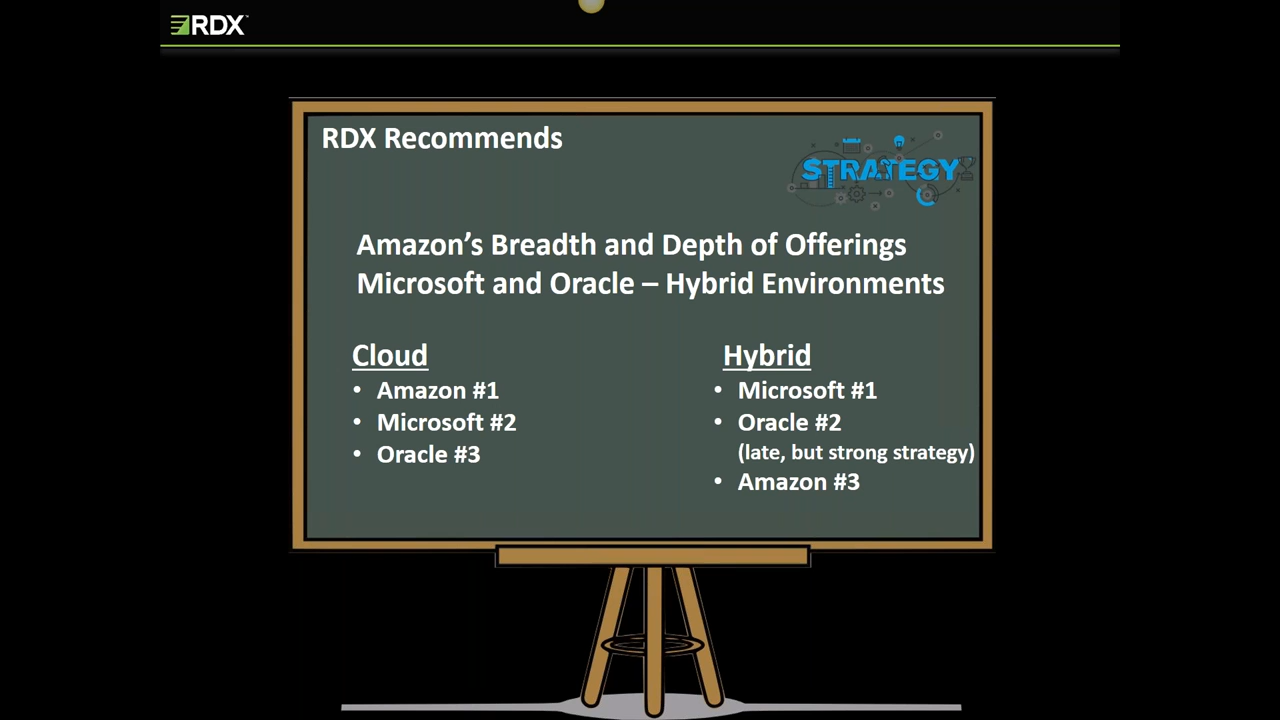 RDX
RDX Recommends
STRATEGY
Amazon’s Breadth and Depth of Offerings
Microsoft and Oracle – Hybrid Environments
Cloud
• Amazon #1
• Microsoft #2
• Oracle #3
Hybrid
• Microsoft #1
• Oracle #2
(late, but strong strategy)
• Amazon #3